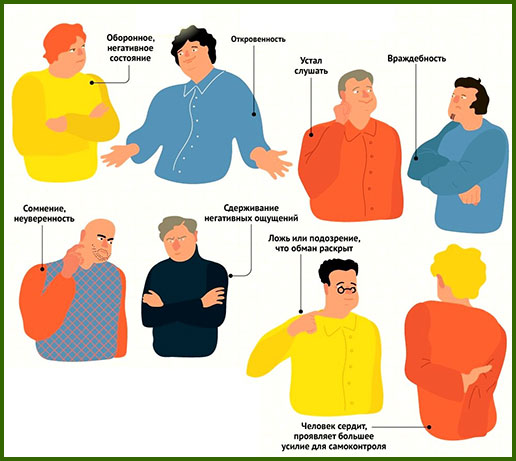 Оборонное,
негативное
состояние
Откровенность
Устал
слушать
Враждебность
Сомнение,
неуверенность
Сдерживание
негативных ощущений
Ложь или подозрение,
что обман раскрыт
Человек сердит,
проявляет большее
усилие для самоконтроля